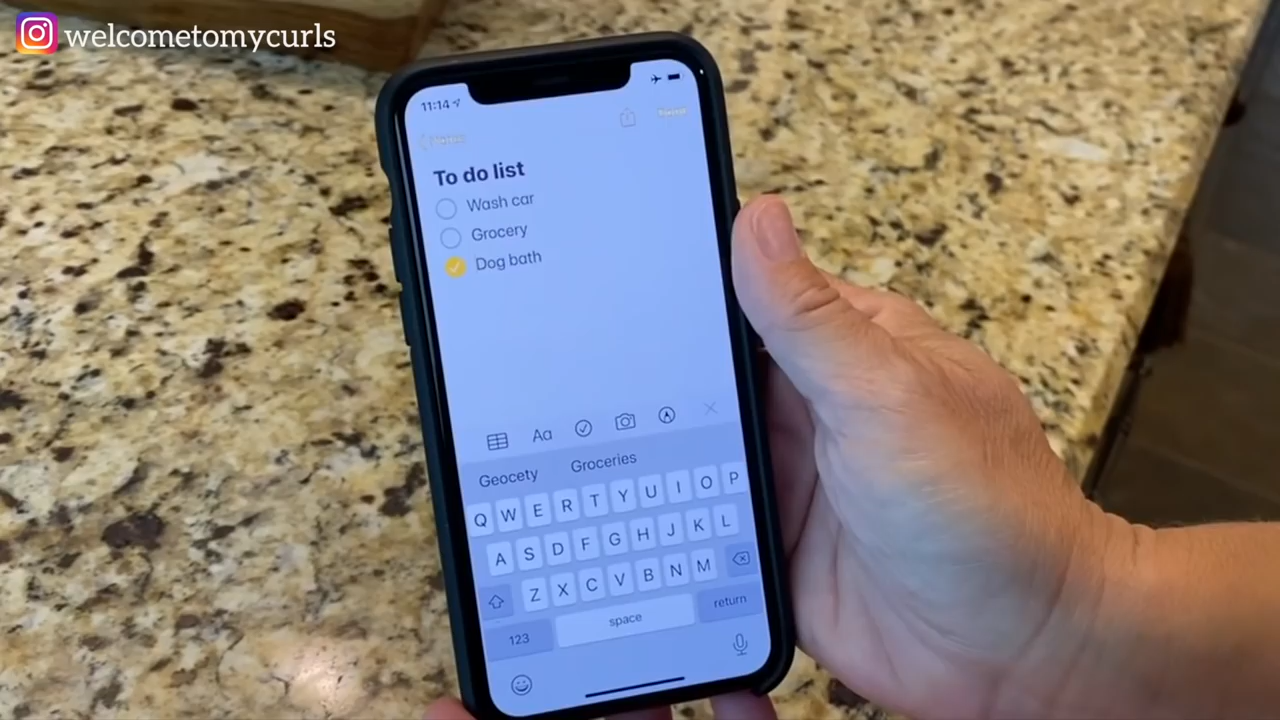 welcometomycurls
11:14
To do list
Wash car
Grocery
Dog bath
Aa
Geocety Groceries
Q W E R T Y U I O P
A S D F G H J K L
Z X C V B N M
123 space return